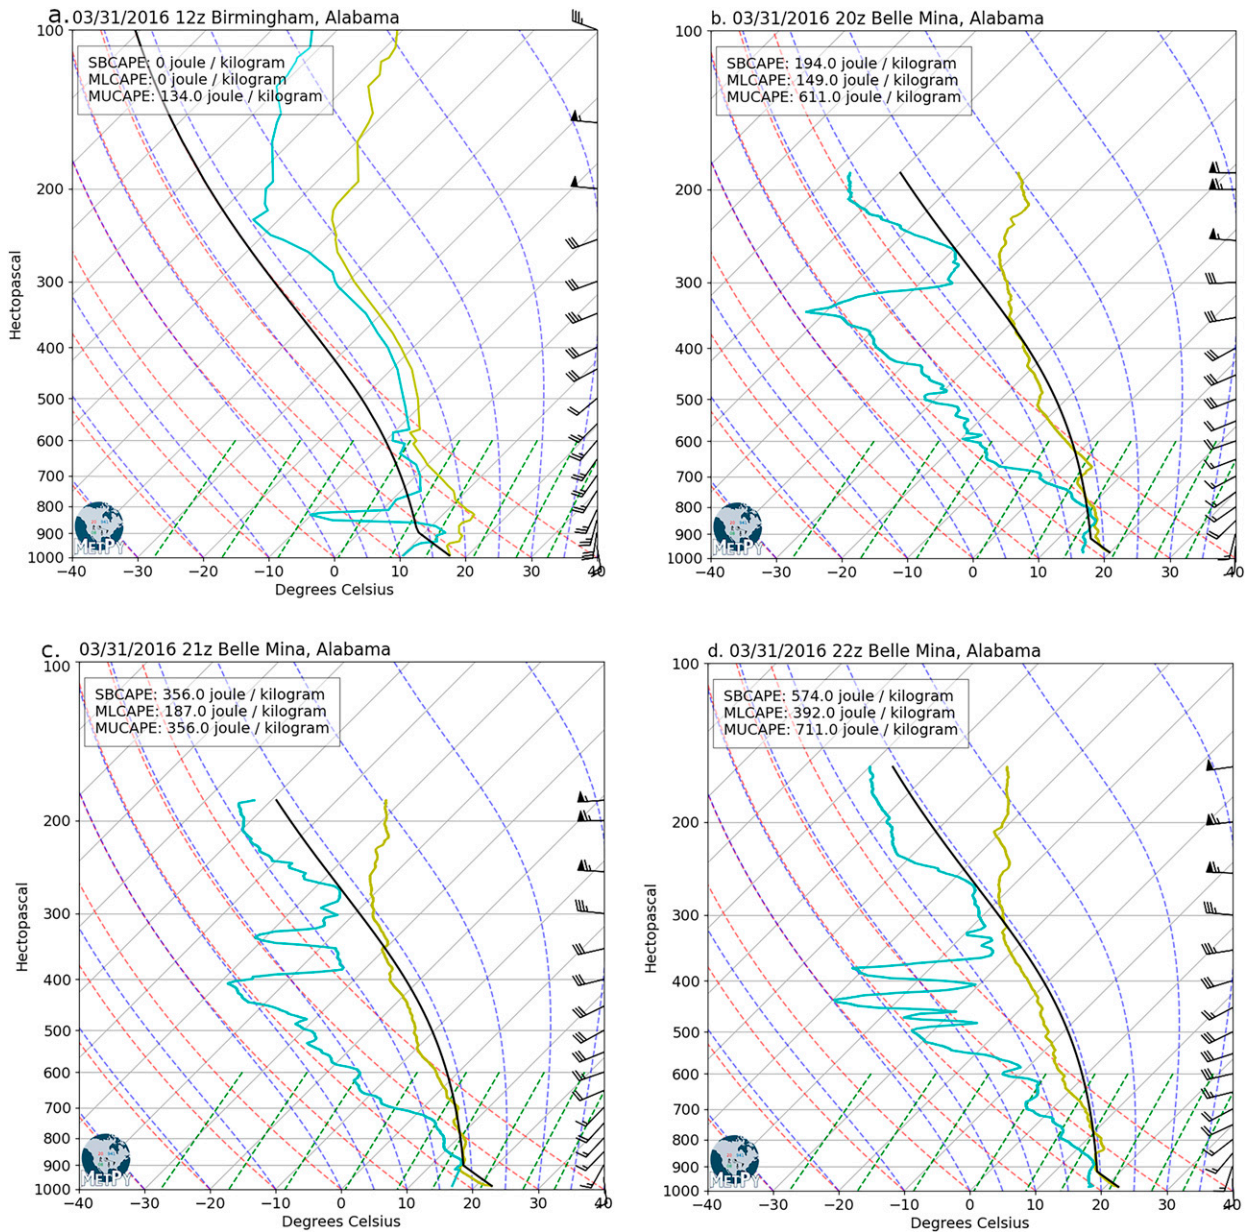 a. 03/31/2016 12z Birmingham, Alabama
SBCAPE: 0 joule / kilogram
MLCAPE: 0 joule / kilogram
MUCAPE: 134.0 joule / kilogram
100
200
300
400
500
600
700
800
900
1000
Hectopascal
MetPY
−40 −30 −20 −10 0 10 20 30 40
Degrees Celsius
b. 03/31/2016 20z Belle Mina, Alabama
SBCAPE: 194.0 joule / kilogram
MLCAPE: 149.0 joule / kilogram
MUCAPE: 611.0 joule / kilogram
100
200
300
400
500
600
700
800
900
1000
MetPY
−40 −30 −20 −10 0 10 20 30 40
c. 03/31/2016 21z Belle Mina, Alabama
SBCAPE: 356.0 joule / kilogram
MLCAPE: 187.0 joule / kilogram
MUCAPE: 356.0 joule / kilogram
100
200
300
400
500
600
700
800
900
1000
Hectopascal
MetPY
−40 −30 −20 −10 0 10 20 30 40
Degrees Celsius
d. 03/31/2016 22z Belle Mina, Alabama
SBCAPE: 574.0 joule / kilogram
MLCAPE: 392.0 joule / kilogram
MUCAPE: 711.0 joule / kilogram
100
200
300
400
500
600
700
800
900
1000
Hectopascal
MetPY
−40 −30 −20 −10 0 10 20 30 40
Degrees Celsius